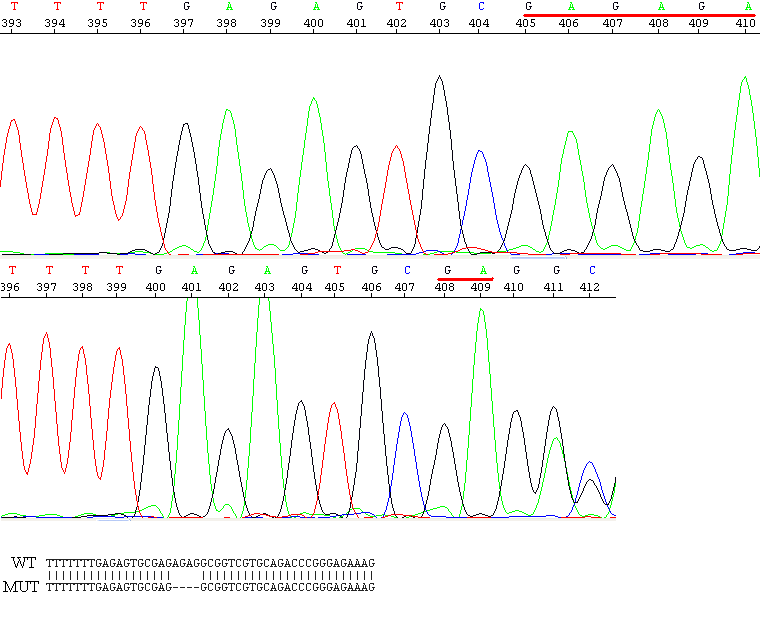 T T T T G A G A G T G C G A G A G A
393 394 395 396 397 398 399 400 401 402 403 404 405 406 407 408 409 410
T T T T G A G A G T G C G A G G C
396 397 398 399 400 401 402 403 404 405 406 407 408 409 410 411 412
WT TTTTTTTGAGAGTGCGAGAGAGGCGGTCGTGCAGACCCGGGAGAAAG
MUT TTTTTTTGAGAGTGCGAG----GCGGTCGTGCAGACCCGGGAGAAAG